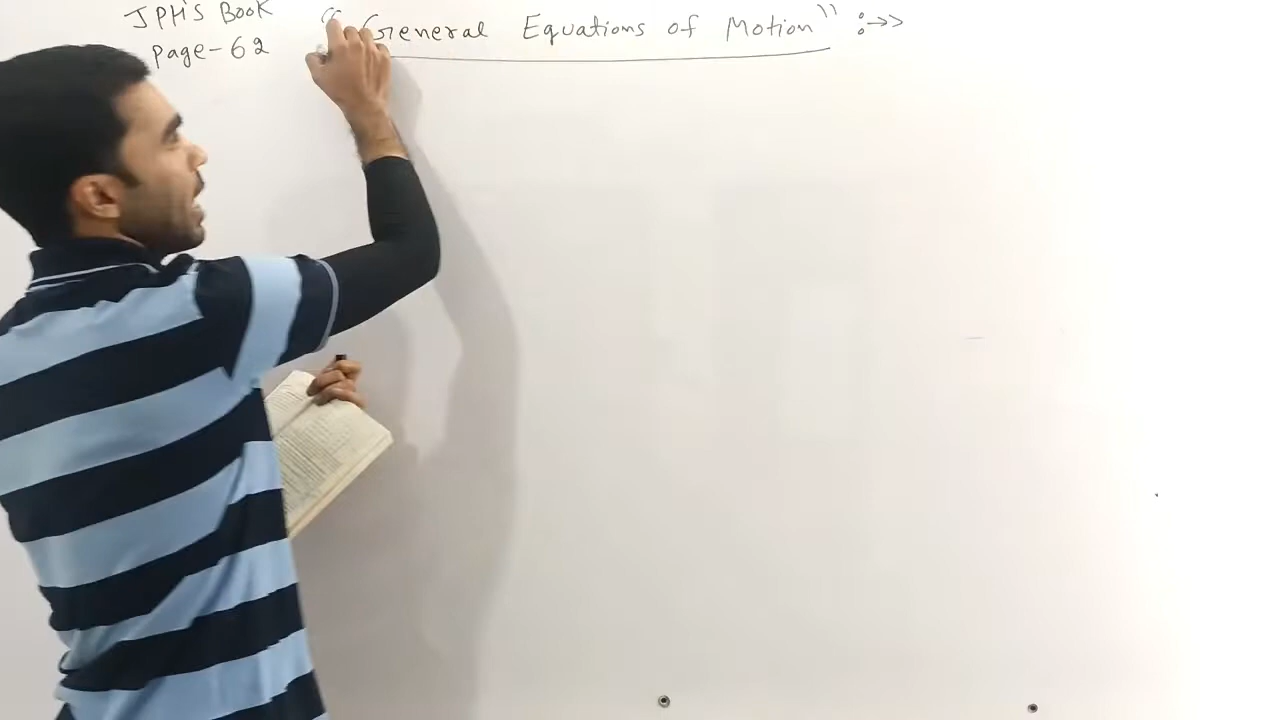 JPH'S Book
Page-62
"General Equations of Motion" :->>